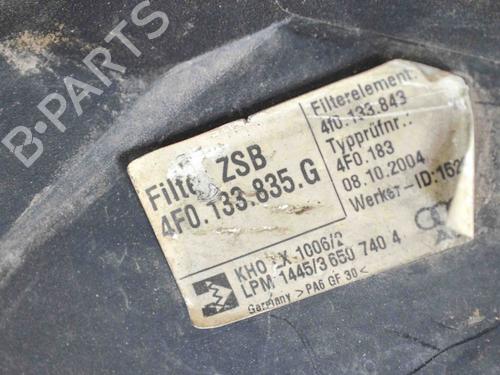 B-PARTS
Filter ZSB
4F0.133.835.G
Filterelement:
4f0.133.843
Typprüfnr.:
4F0.183
08.10.2004
Werker-ID:162
LPM 1445/3 650 740 4
Germany >PA6 GF 30<